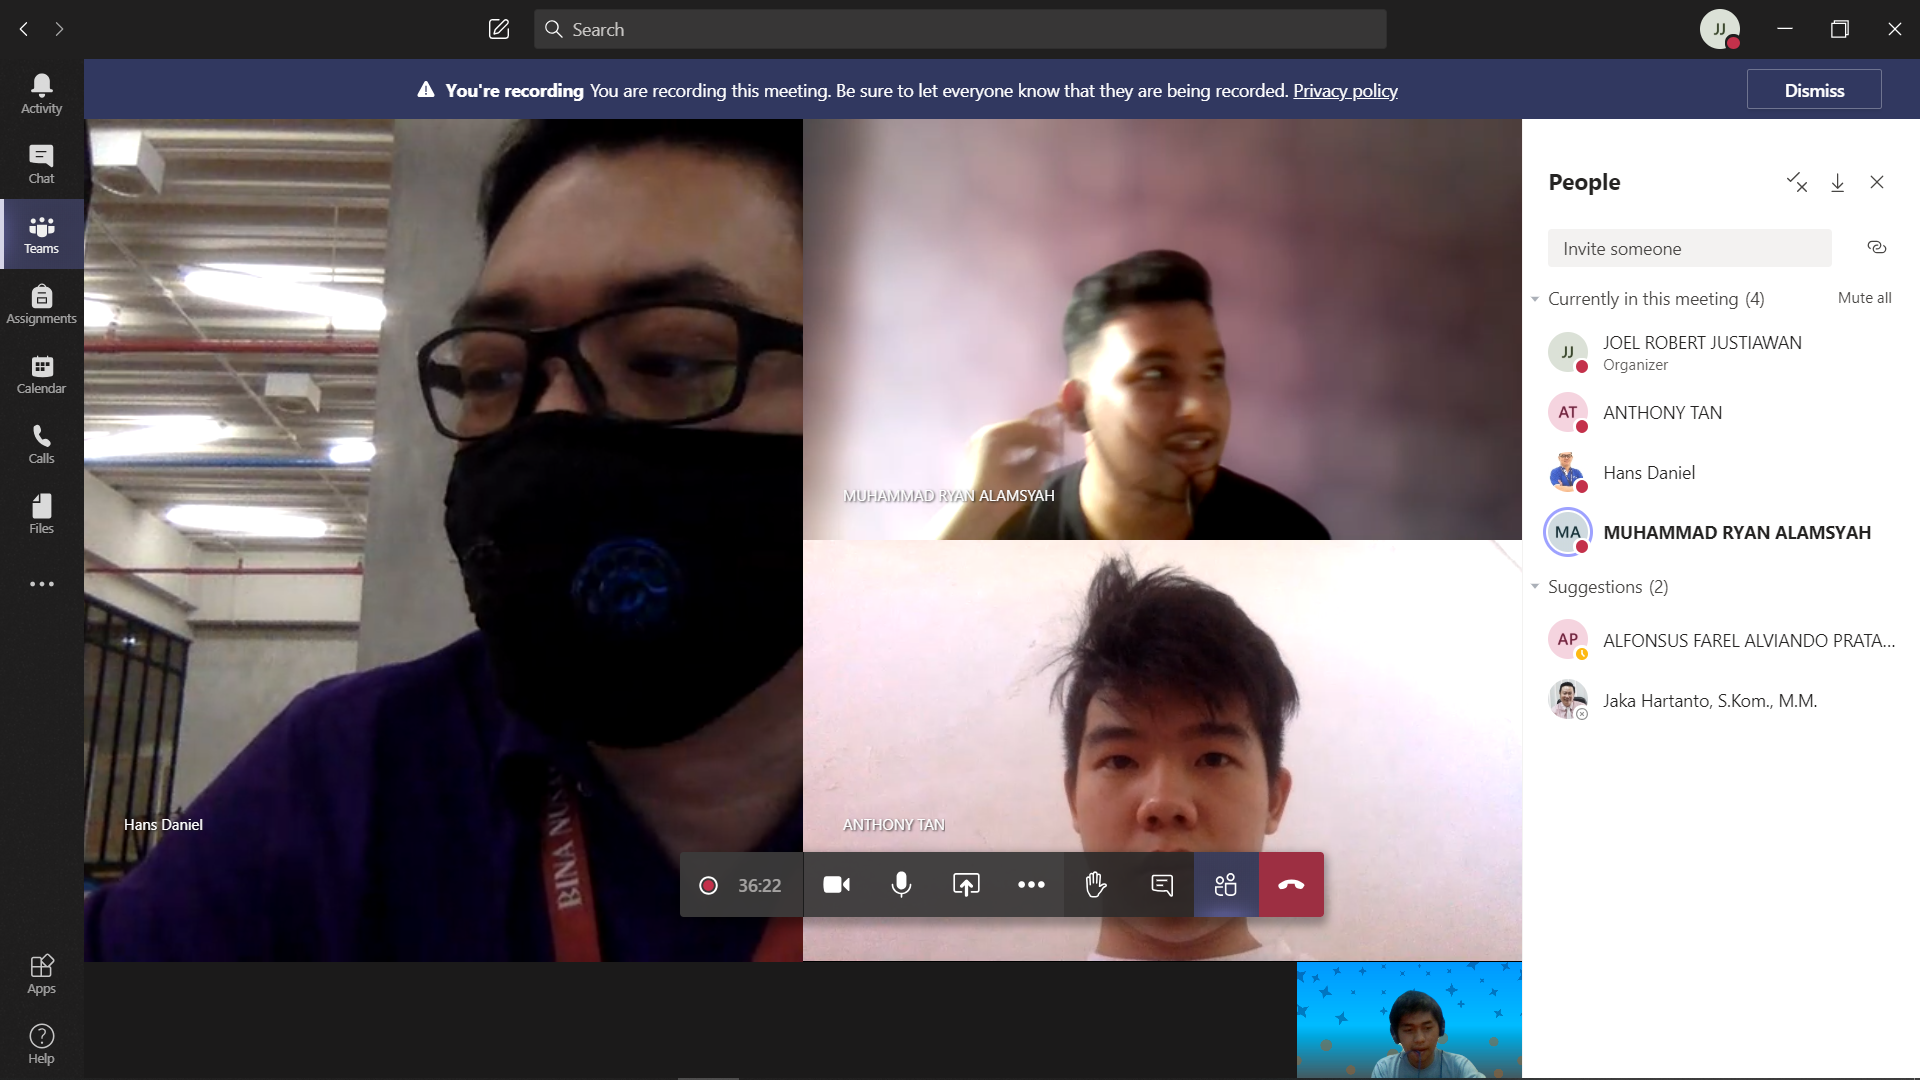 Search
JJ
Activity
Chat
Teams
Assignments
Calendar
Calls
Files
Apps
Help
You're recording You are recording this meeting. Be sure to let everyone know that they are being recorded. Privacy policy
Dismiss
Hans Daniel
BINA NUS
MUHAMMAD RYAN ALAMSYAH
ANTHONY TAN
36:22
People
Invite someone
Currently in this meeting (4)
Mute all
JJ
JOEL ROBERT JUSTIAWAN
Organizer
AT
ANTHONY TAN
Hans Daniel
MA
MUHAMMAD RYAN ALAMSYAH
Suggestions (2)
AP
ALFONSUS FAREL ALVIANDO PRATA...
Jaka Hartanto, S.Kom., M.M.